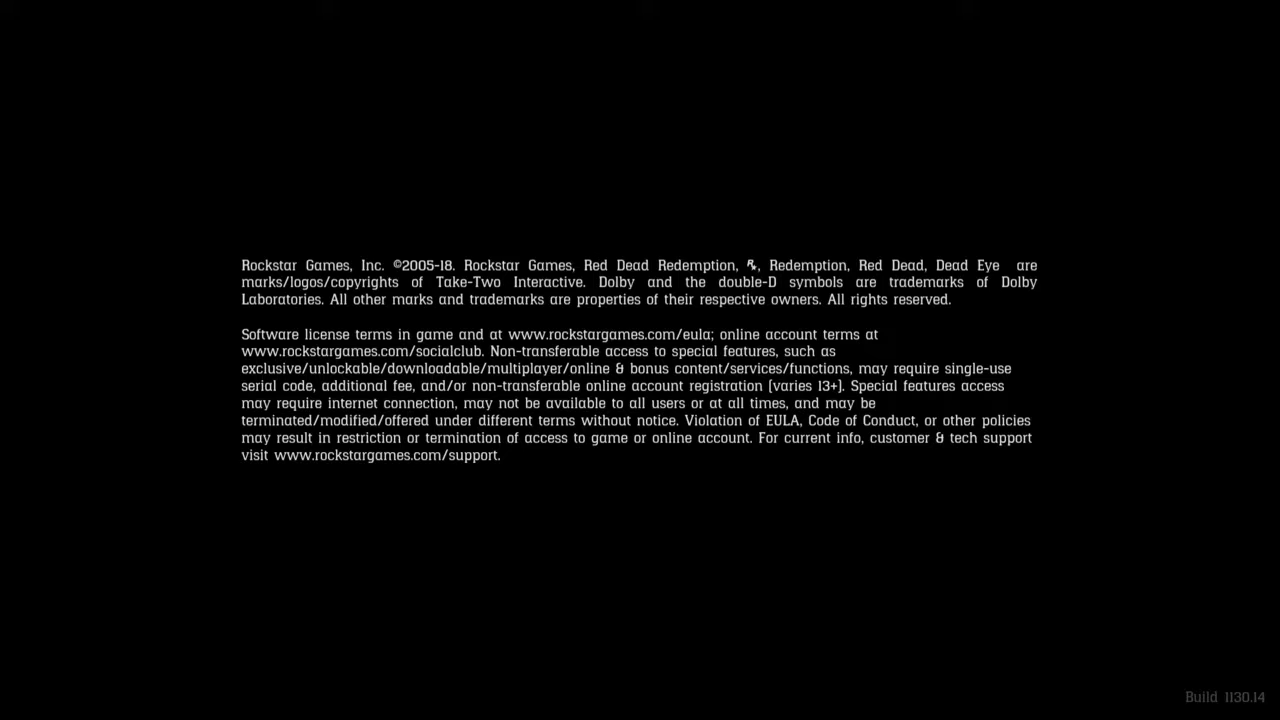 Rockstar Games, Inc. ©2005-18. Rockstar Games, Red Dead Redemption, R*, Redemption, Red Dead, Dead Eye are
marks/logos/copyrights of Take-Two Interactive. Dolby and the double-D symbols are trademarks of Dolby
Laboratories. All other marks and trademarks are properties of their respective owners. All rights reserved.
Software license terms in game and at www.rockstargames.com/eula; online account terms at
www.rockstargames.com/socialclub. Non-transferable access to special features, such as
exclusive/unlockable/downloadable/multiplayer/online & bonus content/services/functions, may require single-use
serial code, additional fee, and/or non-transferable online account registration (varies 13+). Special features access
may require internet connection, may not be available to all users or at all times, and may be
terminated/modified/offered under different terms without notice. Violation of EULA, Code of Conduct, or other policies
may result in restriction or termination of access to game or online account. For current info, customer & tech support
visit www.rockstargames.com/support.
Build 1130.14